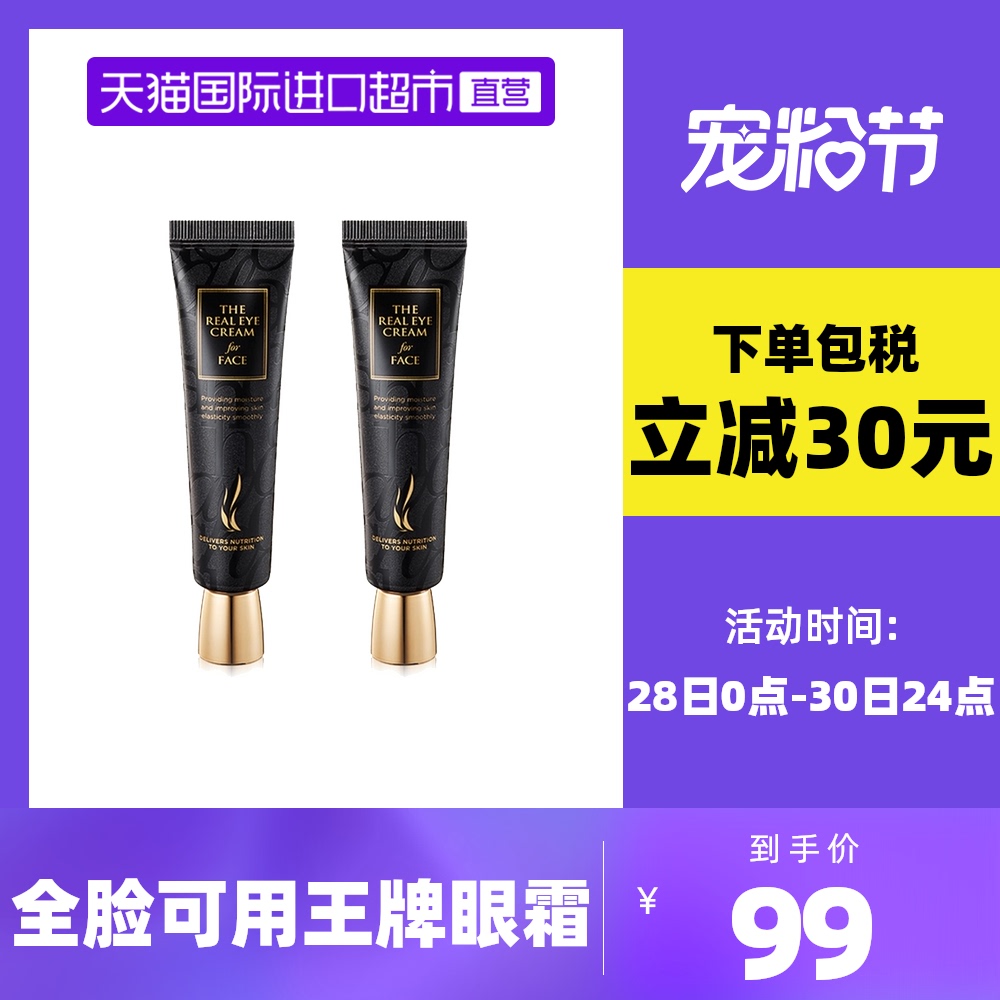 天猫国际进口超市 直营
宠粉节
THE
REAL EYE
CREAM
for
FACE
Providing moisture
and improving skin
elasticity smoothly
DELIVERS NUTRITION
TO YOUR SKIN
THE
REAL EYE
CREAM
for
FACE
Providing moisture
and improving skin
elasticity smoothly
DELIVERS NUTRITION
TO YOUR SKIN
下单包税
立减30元
活动时间:
28日0点-30日24点
全脸可用王牌眼霜
到手价
¥99